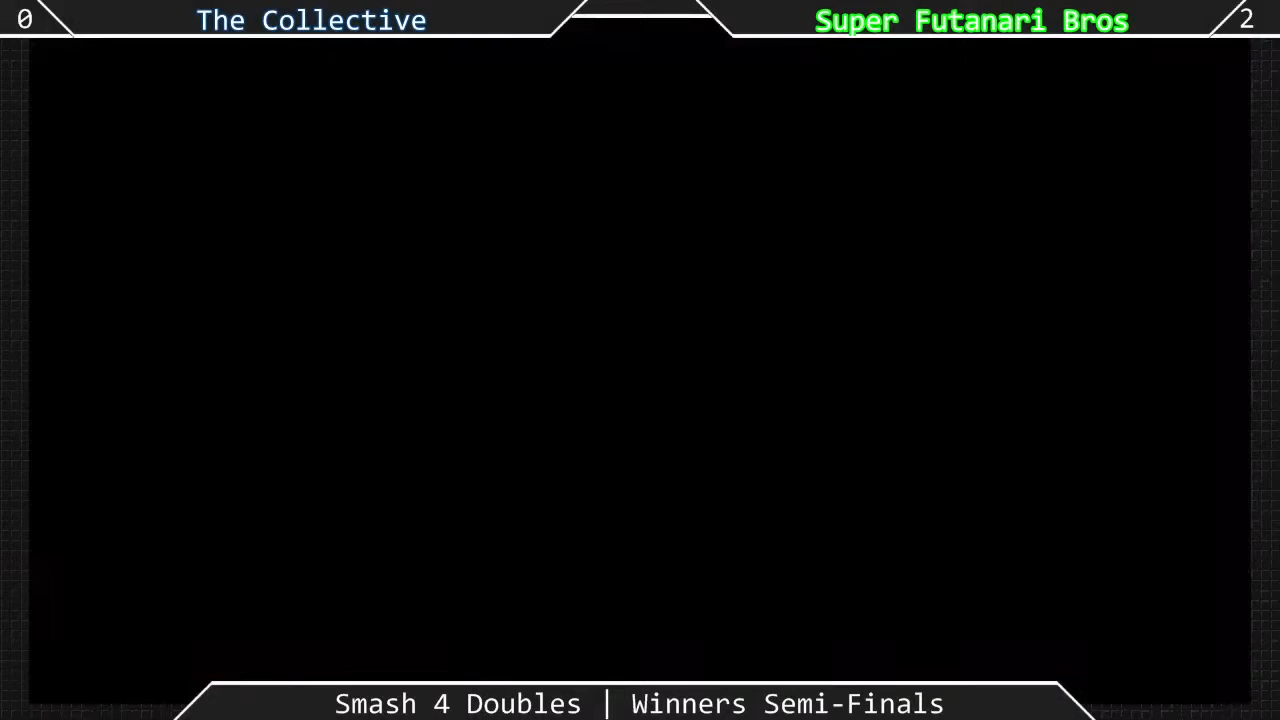 0
The Collective
Super Futanari Bros
2
Smash 4 Doubles | Winners Semi-Finals